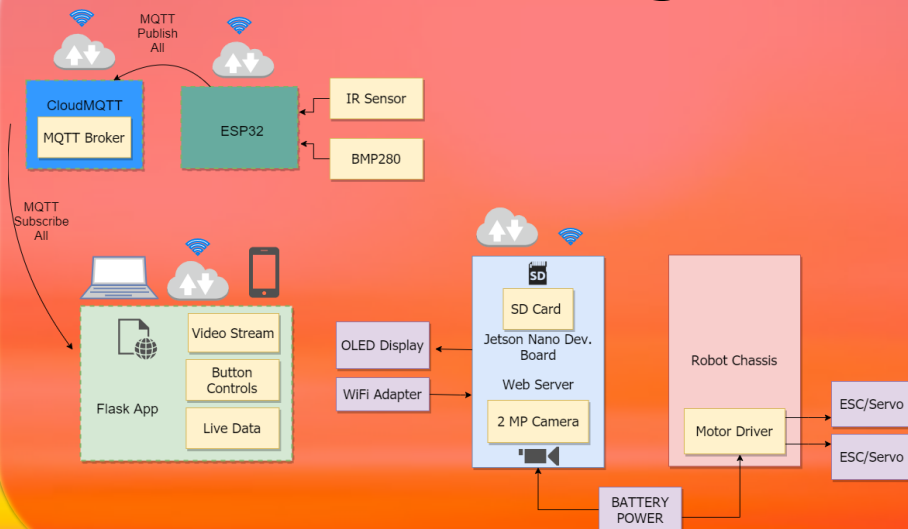 MQTT
Publish
All
CloudMQTT
MQTT Broker
ESP32
IR Sensor
BMP280
MQTT
Subscribe
All
Flask App
Video Stream
Button
Controls
Live Data
OLED Display
WiFi Adapter
SD
SD Card
Jetson Nano Dev.
Board
Web Server
2 MP Camera
Robot Chassis
Motor Driver
ESC/Servo
ESC/Servo
BATTERY
POWER